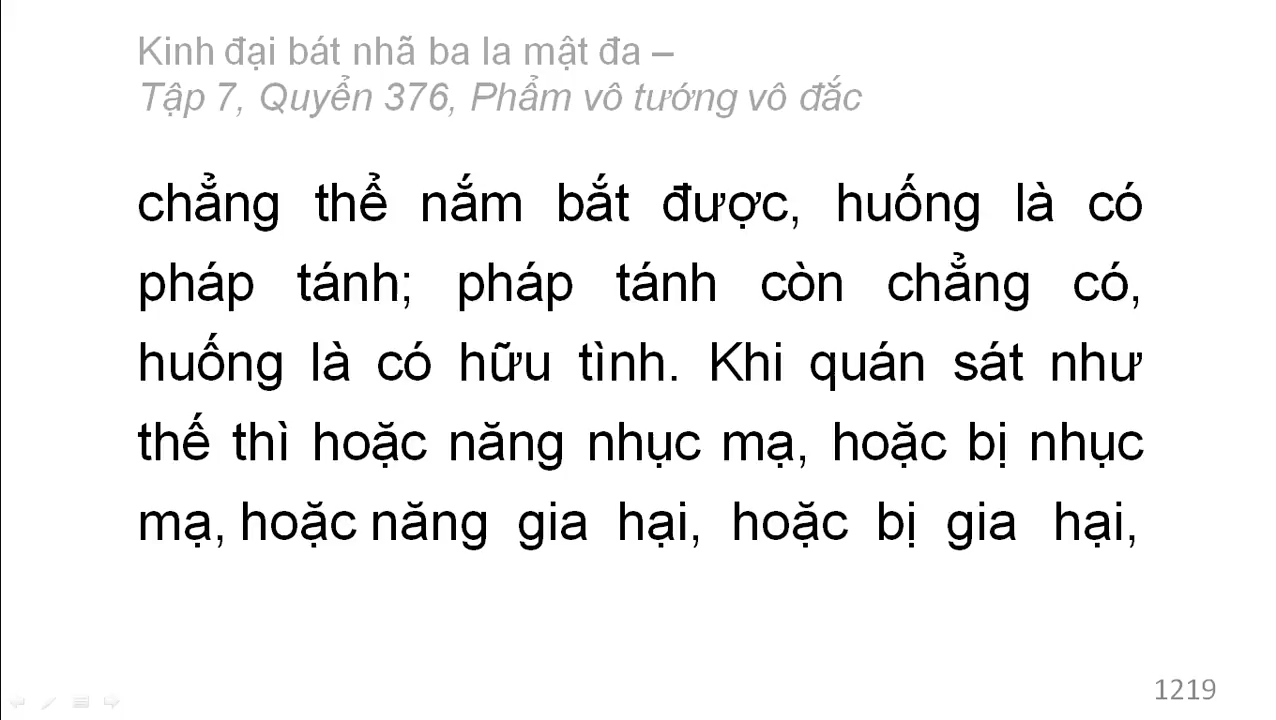 Kinh đại bát nhã ba la mật đa –
Tập 7, Quyển 376, Phẩm vô tướng vô đắc
chẳng thể nắm bắt được, huống là có
pháp tánh; pháp tánh còn chẳng có,
huống là có hữu tình. Khi quán sát như
thế thì hoặc năng nhục mạ, hoặc bị nhục
mạ, hoặc năng gia hại, hoặc bị gia hại,
1219